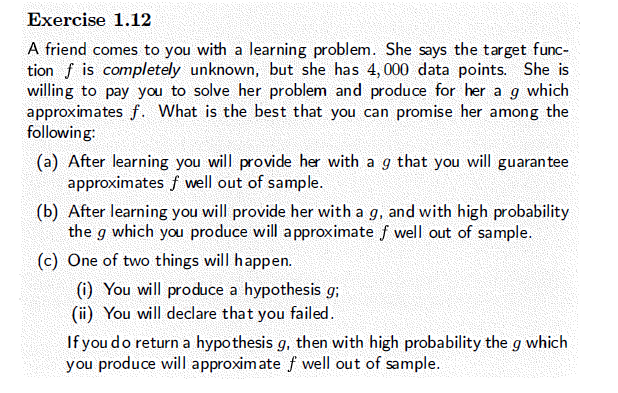 Exercise 1.12
A friend comes to you with a learning problem. She says the target func-
tion f is completely unknown, but she has 4,000 data points. She is
willing to pay you to solve her problem and produce for her a g which
approximates f. What is the best that you can promise her among the
following:
(a) After learning you will provide her with a g that you will guarantee
approximates f well out of sample.
(b) After learning you will provide her with a g, and with high probability
the g which you produce will approximate f well out of sample.
(c) One of two things will happen.
(i) You will produce a hypothesis g;
(ii) You will declare that you failed.
If you do return a hypothesis g, then with high probability the g which
you produce will approximate f well out of sample.